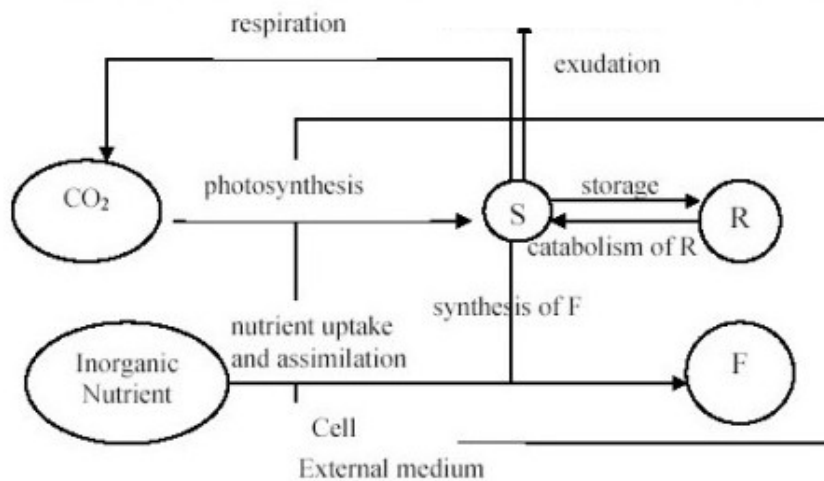 respiration
exudation
CO₂
photosynthesis
S
storage
R
catabolism of R
synthesis of F
nutrient uptake
and assimilation
Inorganic
Nutrient
F
Cell
External medium